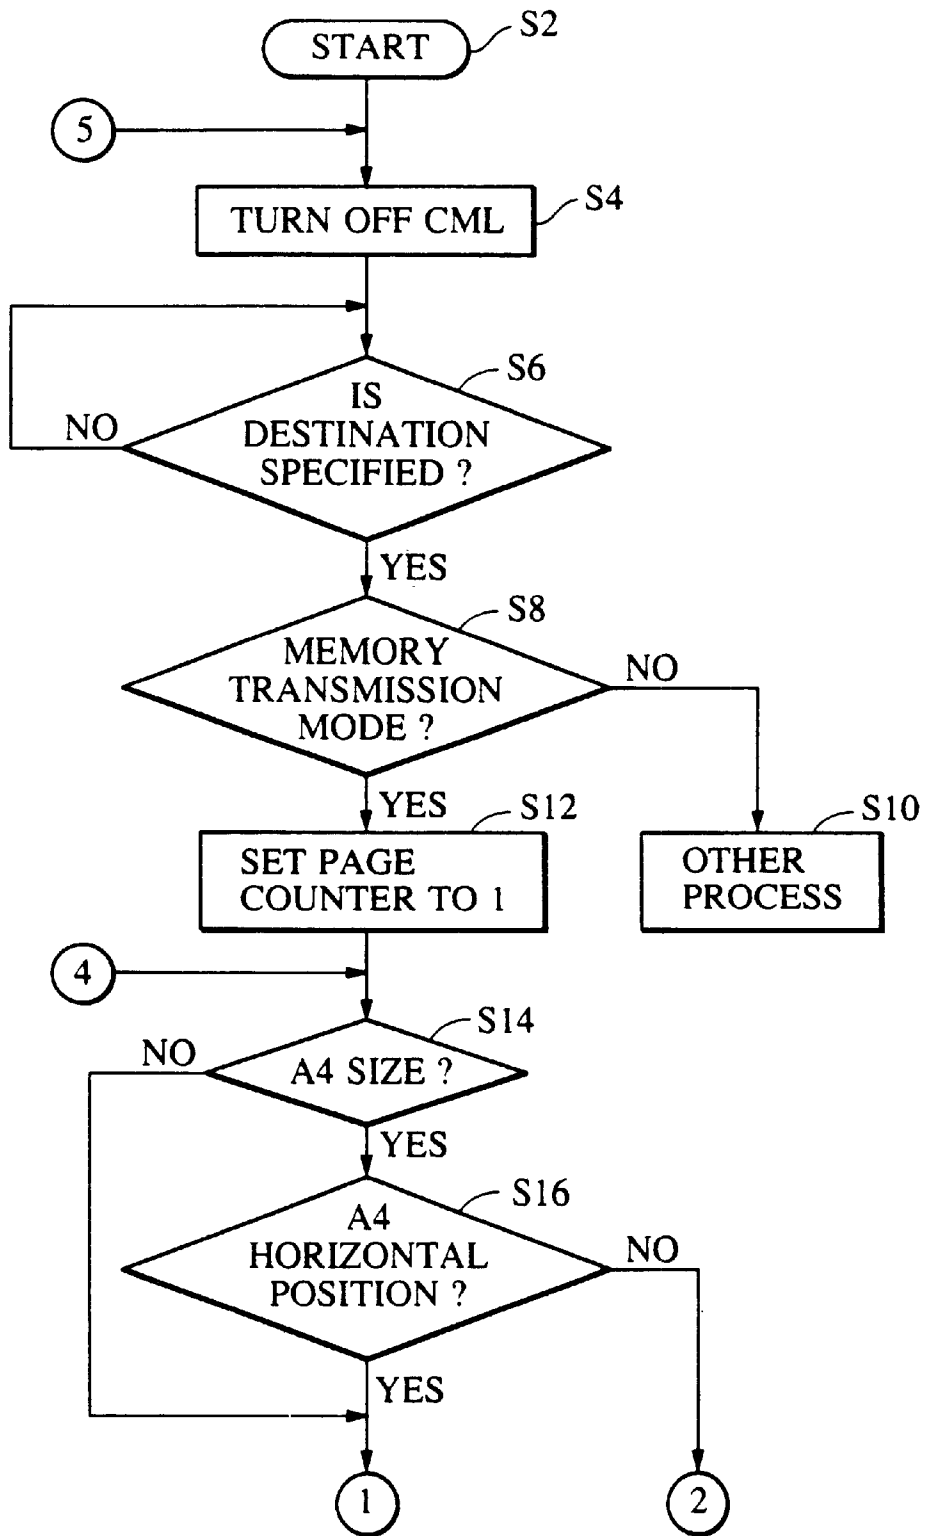 START
S2
5
TURN OFF CML
S4
S6
IS
DESTINATION
SPECIFIED ?
NO
YES
S8
MEMORY
TRANSMISSION
MODE ?
NO
YES
S12
SET PAGE
COUNTER TO 1
S10
OTHER
PROCESS
4
S14
NO
A4 SIZE ?
YES
S16
A4
HORIZONTAL
POSITION ?
NO
YES
1
2